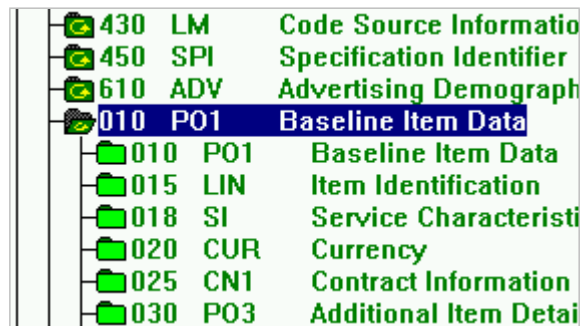 430 LM Code Source Informatio
450 SPI Specification Identifier
610 ADV Advertising Demograph
010 PO1 Baseline Item Data
010 PO1 Baseline Item Data
015 LIN Item Identification
018 SI Service Characteristi
020 CUR Currency
025 CN1 Contract Information
030 PO3 Additional Item Detai